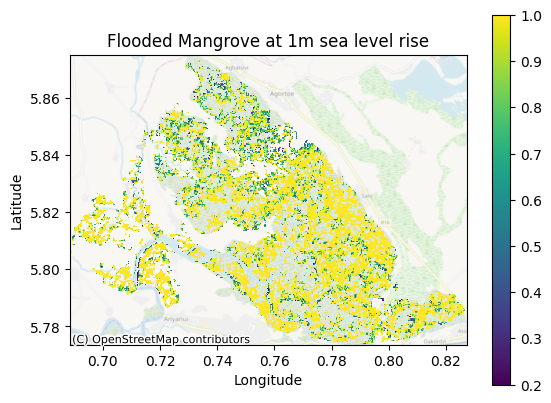 Flooded Mangrove at 1m sea level rise
1.0
0.9
0.8
0.7
0.6
0.5
0.4
0.3
0.2
Latitude
5.86
5.84
5.82
5.80
5.78
Agbatow
Agortoe
Anyanui
(C) OpenStreetMap contributors
0.70 0.72 0.74 0.76 0.78 0.80 0.82
Longitude